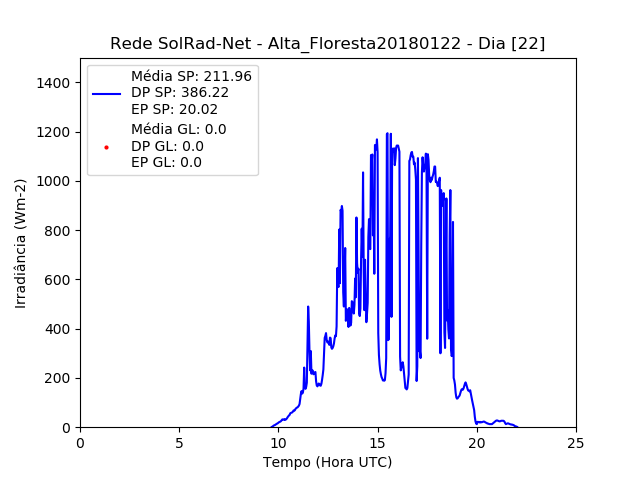 Rede SolRad-Net - Alta_Floresta20180122 - Dia [22]
Média SP: 211.96
DP SP: 386.22
EP SP: 20.02
Média GL: 0.0
DP GL: 0.0
EP GL: 0.0
1400
1200
1000
800
600
400
200
0
Irradiância (Wm-2)
0 5 10 15 20 25
Tempo (Hora UTC)